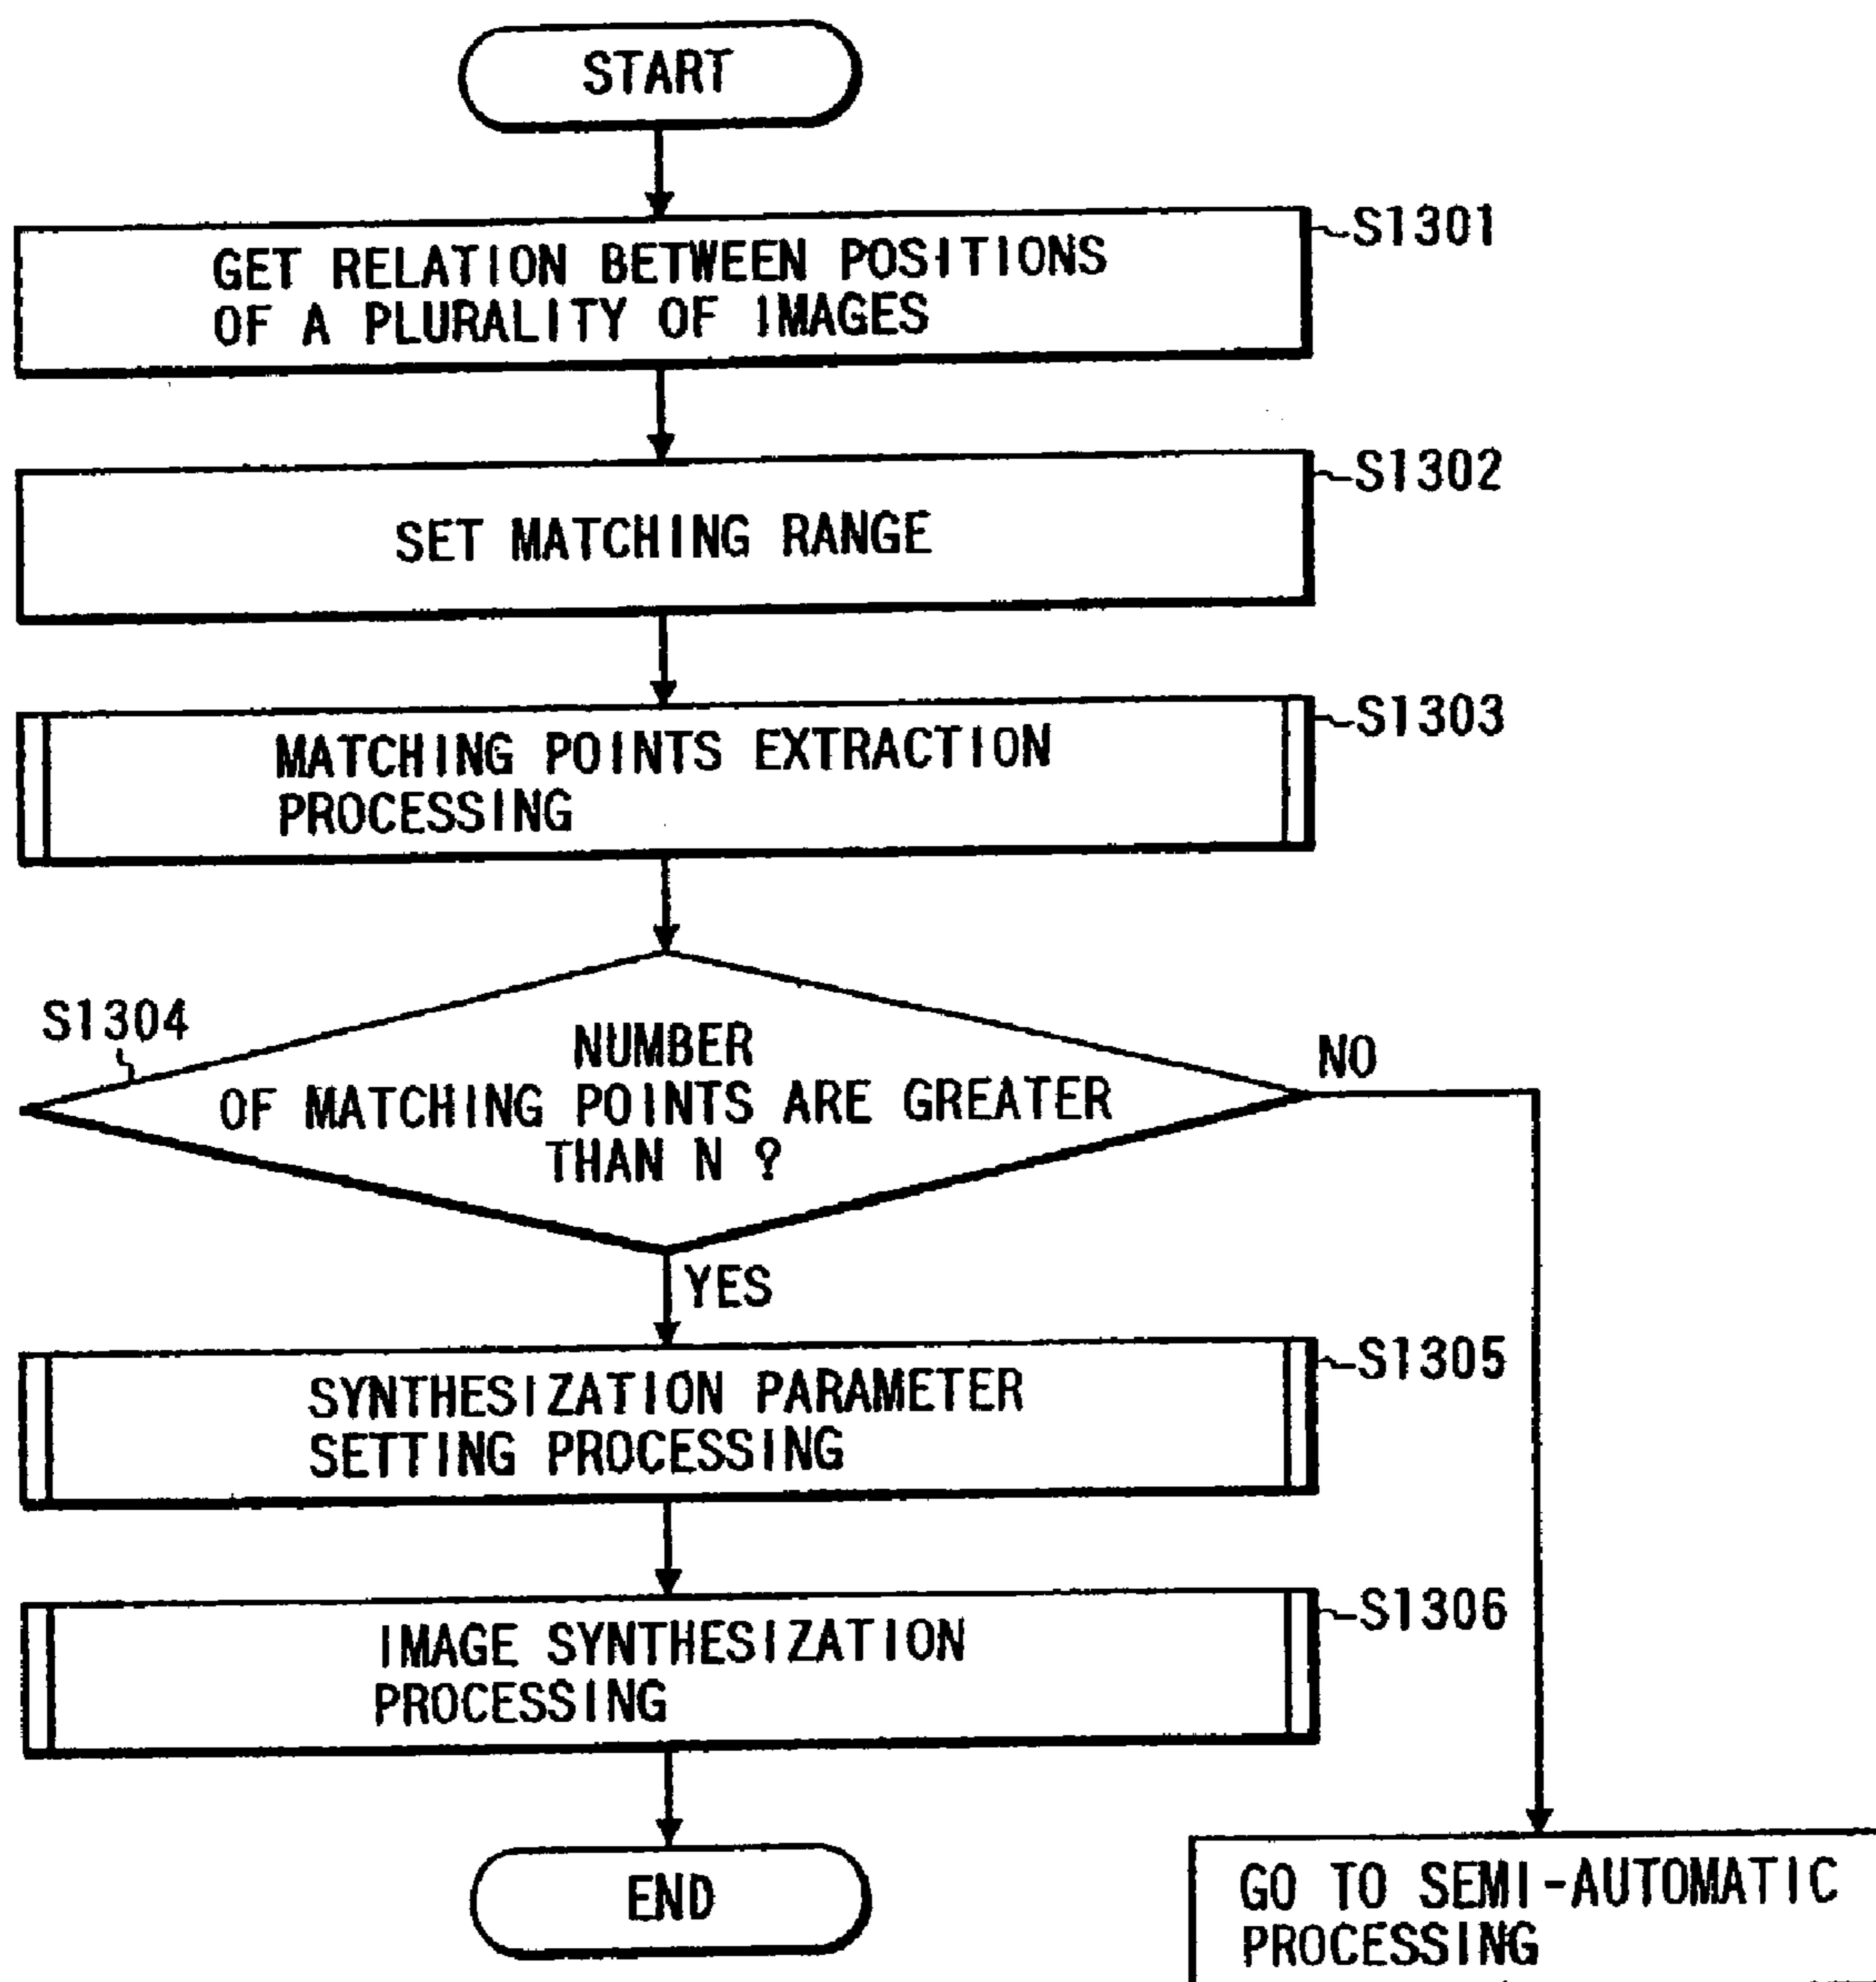 START
S1301
GET RELATION BETWEEN POSITIONS
OF A PLURALITY OF IMAGES
S1302
SET MATCHING RANGE
S1303
MATCHING POINTS EXTRACTION
PROCESSING
S1304
NUMBER
OF MATCHING POINTS ARE GREATER
THAN N ?
NO
YES
S1305
SYNTHESIZATION PARAMETER
SETTING PROCESSING
S1306
IMAGE SYNTHESIZATION
PROCESSING
END
GO TO SEMI-AUTOMATIC
PROCESSING